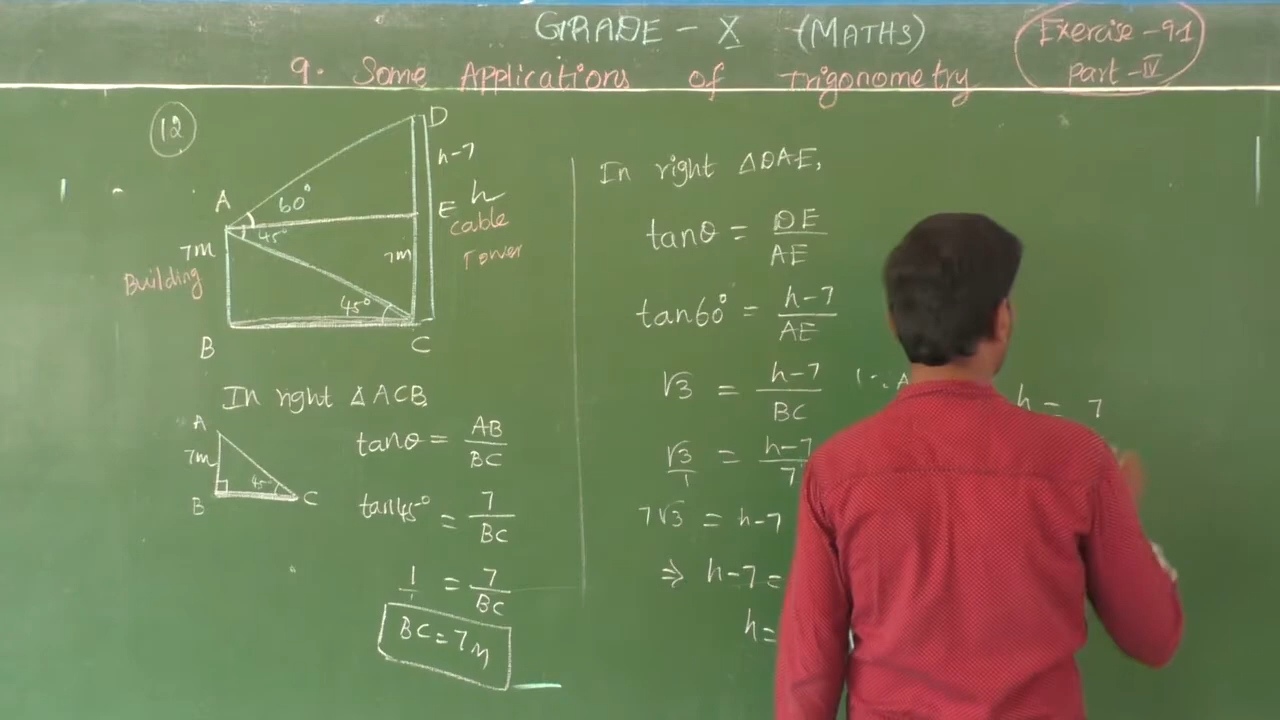 GRADE - X (MATHS)
Exercise - 9.1
Part - IV
9. Some Applications of Trigonometry
12
D
h-7
A
60°
E
h
45°
Cable
Tower
7M
7M
Building
45°
B
C
In right ΔACB
A
7M
45°
B
C
tanθ = AB/BC
tan45° = 7/BC
1/1 = 7/BC
BC = 7M
In right ΔDAE,
tanθ = DE/AE
tan60° = h-7/AE
√3 = h-7/BC
√3/1 = h-7/7
7√3 = h-7
⇒ h-7 =
h =
h = 7